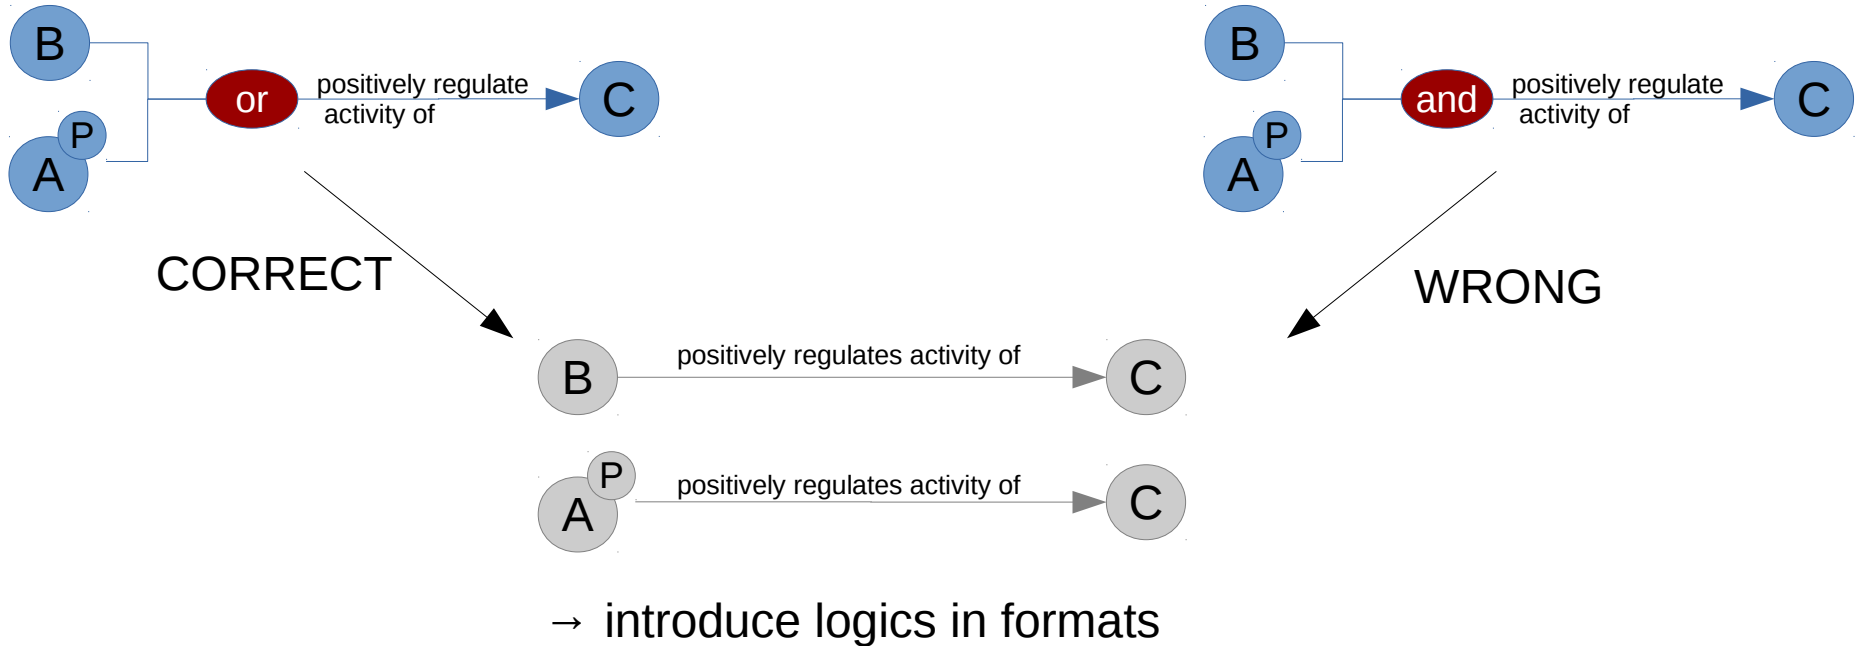 B
or
positively regulate
activity of
C
P
A
B
and
positively regulate
activity of
C
P
A
CORRECT
WRONG
B
positively regulates activity of
C
P
A
positively regulates activity of
C
→ introduce logics in formats